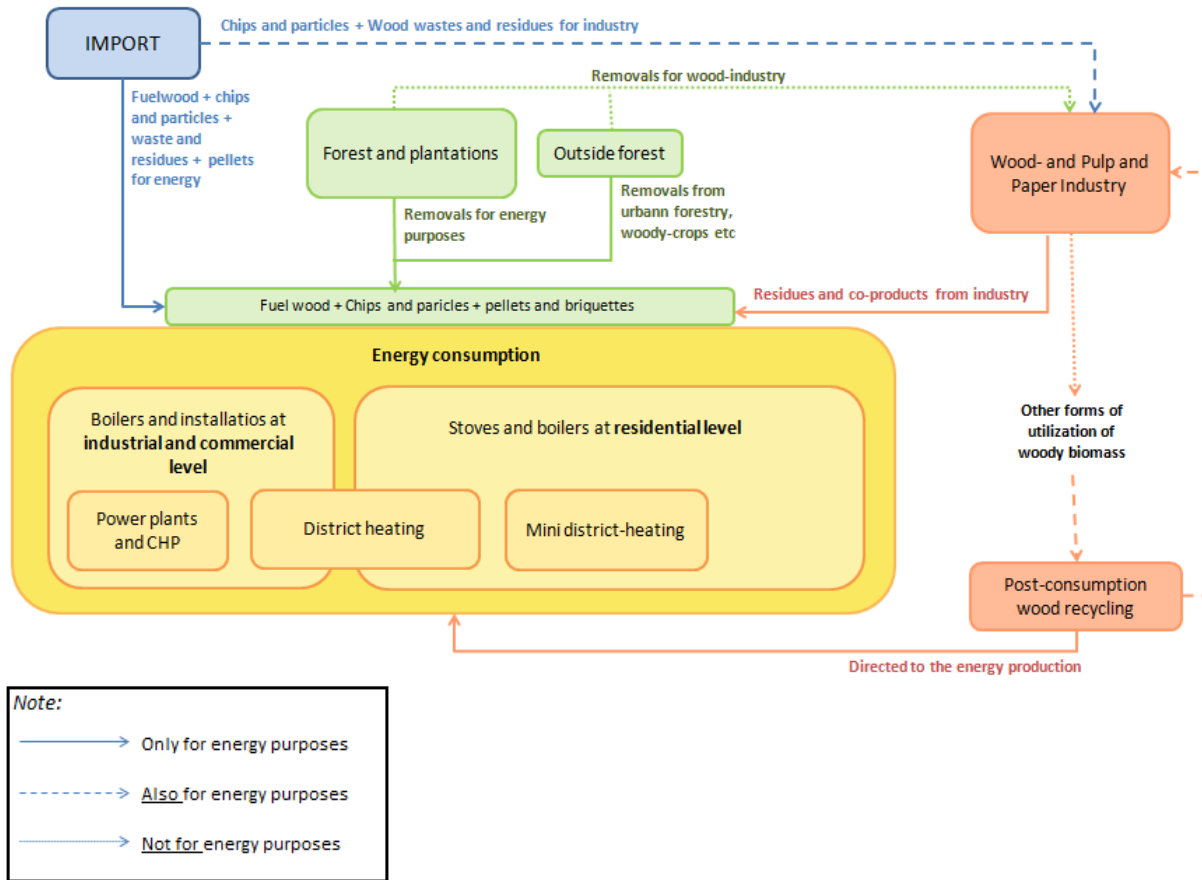 IMPORT
Chips and particles + Wood wastes and residues for industry
Fuelwood + chips
and particles +
waste and
residues + pellets
for energy
Removals for wood-industry
Forest and plantations
Outside forest
Wood- and Pulp and
Paper Industry
Removals for energy
purposes
Removals from
urbann forestry,
woody-crops etc
Fuel wood + Chips and paricles + pellets and briquettes
Residues and co-products from industry
Energy consumption
Boilers and installatios at
industrial and commercial
level
Stoves and boilers at residential level
Power plants
and CHP
District heating
Mini district-heating
Other forms of
utilization of
woody biomass
Post-consumption
wood recycling
Directed to the energy production
Note:
Only for energy purposes
Also for energy purposes
Not for energy purposes